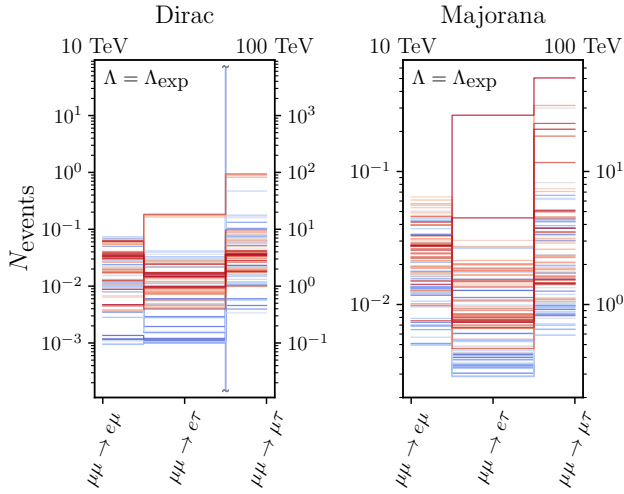 Dirac
Majorana
10 TeV
100 TeV
10 TeV
100 TeV
Λ = Λexp
Λ = Λexp
Nevents
10¹
10⁰
10⁻¹
10⁻²
10⁻³
10³
10²
10¹
10⁰
10⁻¹
10⁻¹
10⁻²
10¹
10⁰
μμ → eμ
μμ → eτ
μμ → μτ
μμ → eμ
μμ → eτ
μμ → μτ